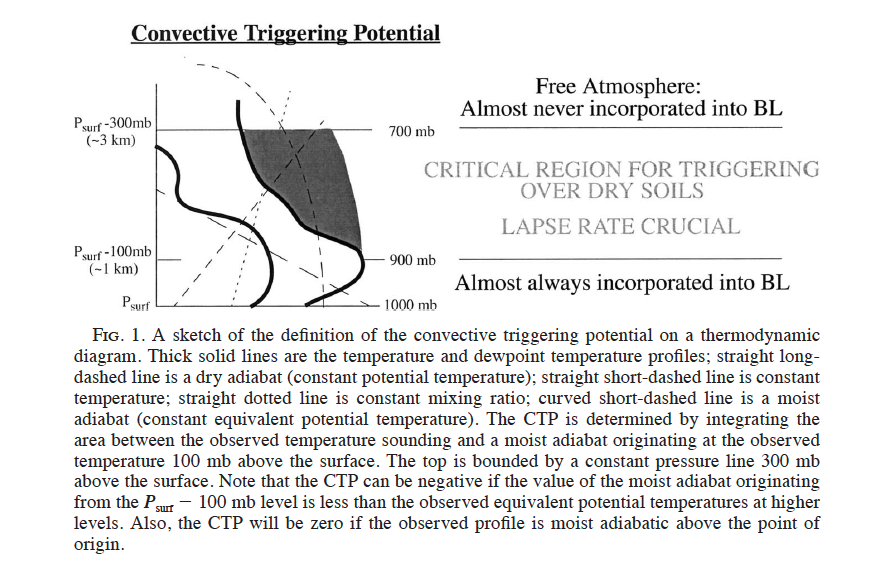 Convective Triggering Potential
Psurf-300mb
(~3 km)
700 mb
Psurf-100mb
(~1 km)
900 mb
Psurf
1000 mb
Free Atmosphere:
Almost never incorporated into BL
CRITICAL REGION FOR TRIGGERING
OVER DRY SOILS
LAPSE RATE CRUCIAL
Almost always incorporated into BL
FIG. 1. A sketch of the definition of the convective triggering potential on a thermodynamic
diagram. Thick solid lines are the temperature and dewpoint temperature profiles; straight long-
dashed line is a dry adiabat (constant potential temperature); straight short-dashed line is constant
temperature; straight dotted line is constant mixing ratio; curved short-dashed line is a moist
adiabat (constant equivalent potential temperature). The CTP is determined by integrating the
area between the observed temperature sounding and a moist adiabat originating at the observed
temperature 100 mb above the surface. The top is bounded by a constant pressure line 300 mb
above the surface. Note that the CTP can be negative if the value of the moist adiabat originating
from the Psurf − 100 mb level is less than the observed equivalent potential temperatures at higher
levels. Also, the CTP will be zero if the observed profile is moist adiabatic above the point of
origin.